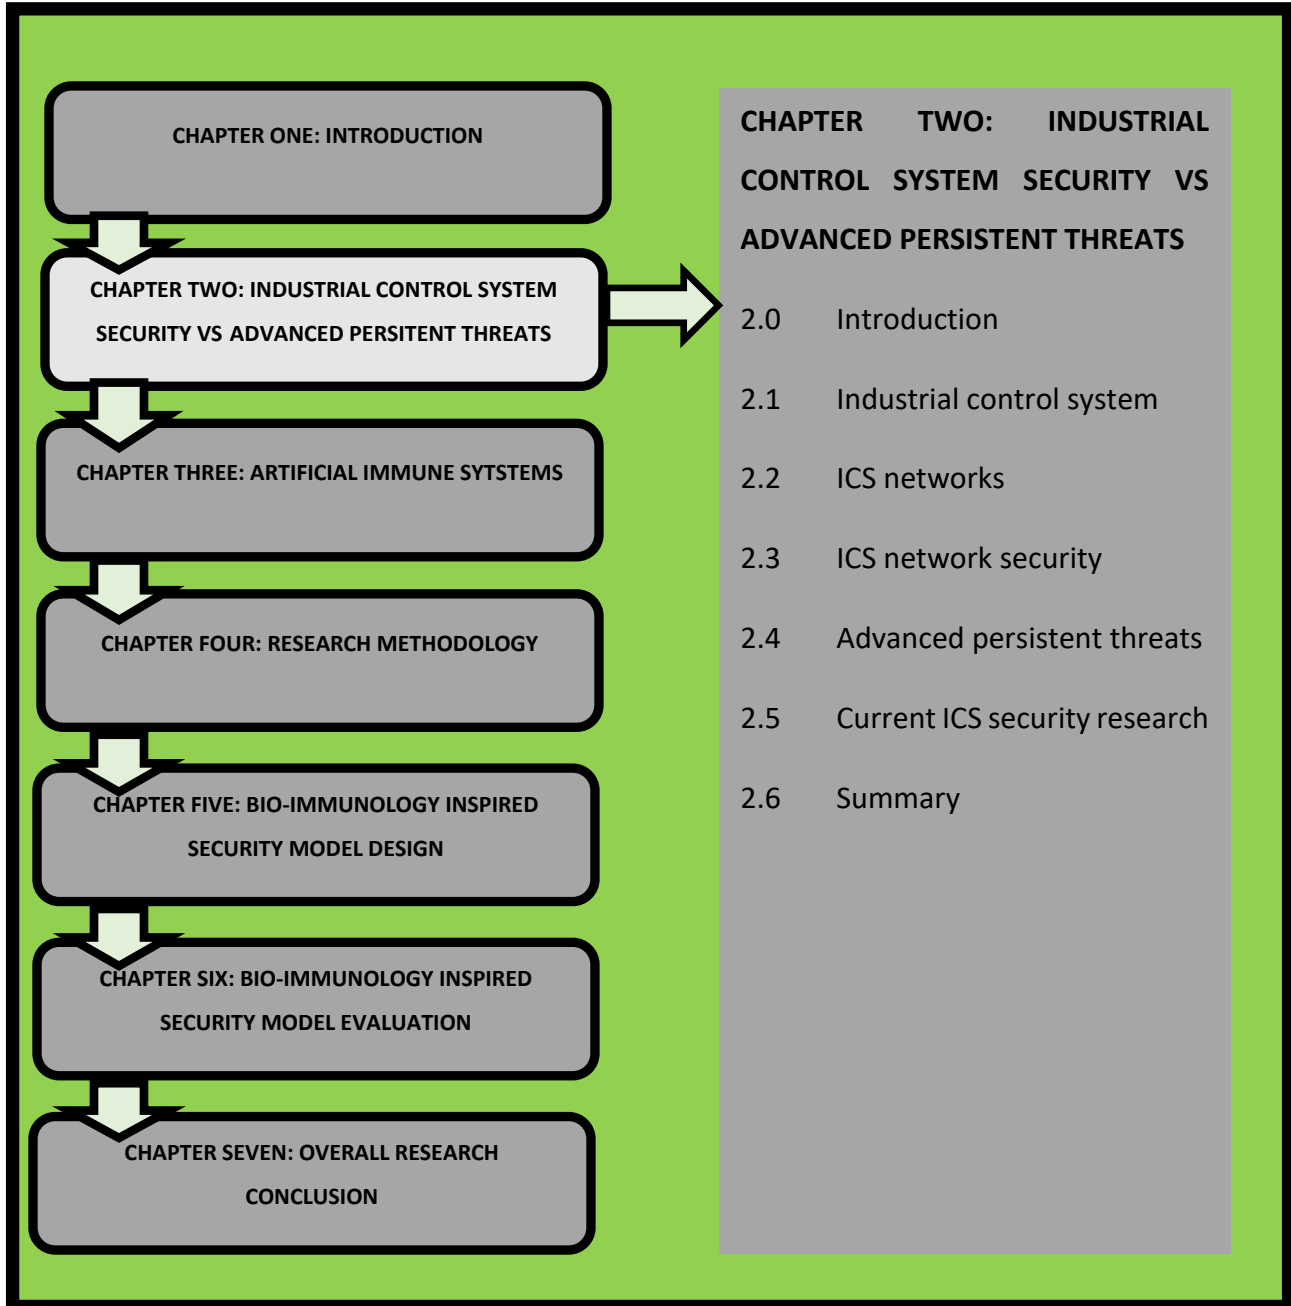 CHAPTER ONE: INTRODUCTION
CHAPTER TWO: INDUSTRIAL CONTROL SYSTEM
SECURITY VS ADVANCED PERSITENT THREATS
CHAPTER THREE: ARTIFICIAL IMMUNE SYTSTEMS
CHAPTER FOUR: RESEARCH METHODOLOGY
CHAPTER FIVE: BIO-IMMUNOLOGY INSPIRED
SECURITY MODEL DESIGN
CHAPTER SIX: BIO-IMMUNOLOGY INSPIRED
SECURITY MODEL EVALUATION
CHAPTER SEVEN: OVERALL RESEARCH
CONCLUSION
CHAPTER TWO: INDUSTRIAL
CONTROL SYSTEM SECURITY VS
ADVANCED PERSISTENT THREATS
2.0 Introduction
2.1 Industrial control system
2.2 ICS networks
2.3 ICS network security
2.4 Advanced persistent threats
2.5 Current ICS security research
2.6 Summary